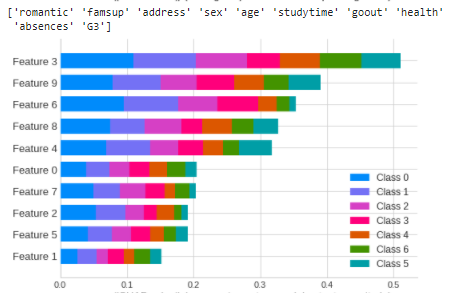 ['romantic' 'famsup' 'address' 'sex' 'age' 'studytime' 'goout' 'health'
'absences' 'G3']
Feature 3
Feature 9
Feature 6
Feature 8
Feature 4
Feature 0
Feature 7
Feature 2
Feature 5
Feature 1
Class 0
Class 1
Class 2
Class 3
Class 4
Class 6
Class 5
0.0 0.1 0.2 0.3 0.4 0.5